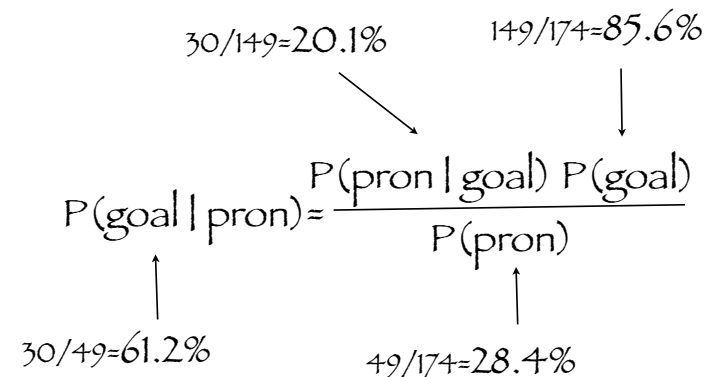 30/149=20.1%
149/174=85.6%
P(pron | goal) P(goal)
P(goal | pron)=
P(pron)
30/49=61.2%
49/174=28.4%